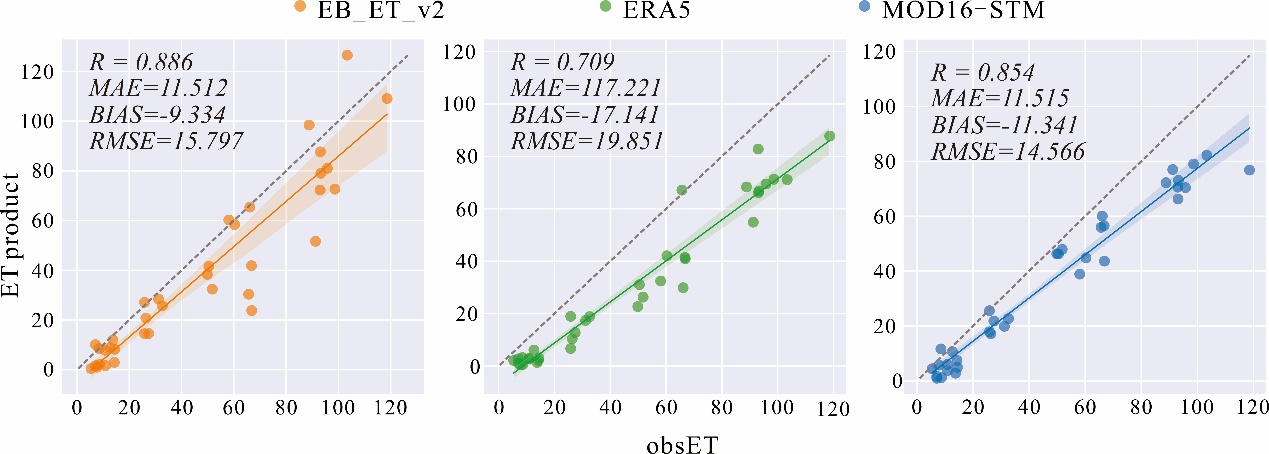 EB_ET_v2 ERA5 MOD16-STM
R = 0.886
MAE=11.512
BIAS=-9.334
RMSE=15.797
R = 0.709
MAE=117.221
BIAS=-17.141
RMSE=19.851
R = 0.854
MAE=11.515
BIAS=-11.341
RMSE=14.566
ET product
120
100
80
60
40
20
0
120
100
80
60
40
20
0
120
100
80
60
40
20
0
0 20 40 60 80 100 120
0 20 40 60 80 100 120
0 20 40 60 80 100 120
obsET